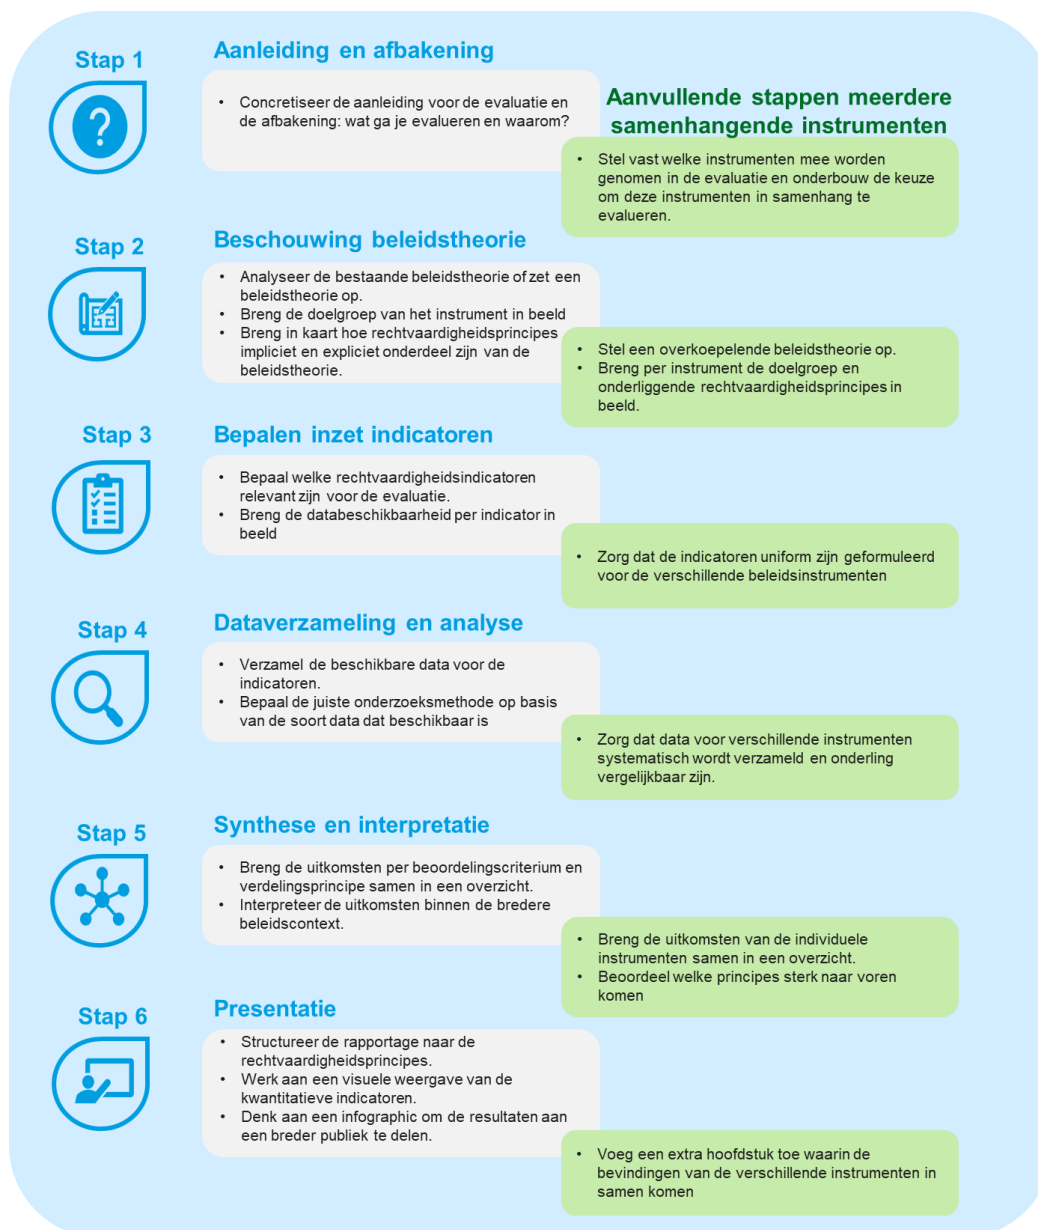 Stap 1
Aanleiding en afbakening
• Concretiseer de aanleiding voor de evaluatie en
de afbakening: wat ga je evalueren en waarom?
Aanvullende stappen meerdere
samenhangende instrumenten
• Stel vast welke instrumenten mee worden
genomen in de evaluatie en onderbouw de keuze
om deze instrumenten in samenhang te
evalueren.
Stap 2
Beschouwing beleidstheorie
• Analyseer de bestaande beleidstheorie of zet een
beleidstheorie op.
• Breng de doelgroep van het instrument in beeld
• Breng in kaart hoe rechtvaardigheidsprincipes
impliciet en expliciet onderdeel zijn van de
beleidstheorie.
• Stel een overkoepelende beleidstheorie op.
• Breng per instrument de doelgroep en
onderliggende rechtvaardigheidsprincipes in
beeld.
Stap 3
Bepalen inzet indicatoren
• Bepaal welke rechtvaardigheidsindicatoren
relevant zijn voor de evaluatie.
• Breng de databeschikbaarheid per indicator in
beeld
• Zorg dat de indicatoren uniform zijn geformuleerd
voor de verschillende beleidsinstrumenten
Stap 4
Dataverzameling en analyse
• Verzamel de beschikbare data voor de
indicatoren.
• Bepaal de juiste onderzoeksmethode op basis
van de soort data dat beschikbaar is
• Zorg dat data voor verschillende instrumenten
systematisch wordt verzameld en onderling
vergelijkbaar zijn.
Stap 5
Synthese en interpretatie
• Breng de uitkomsten per beoordelingscriterium en
verdelingsprincipe samen in een overzicht.
• Interpreteer de uitkomsten binnen de bredere
beleidscontext.
• Breng de uitkomsten van de individuele
instrumenten samen in een overzicht.
• Beoordeel welke principes sterk naar voren
komen
Stap 6
Presentatie
• Structureer de rapportage naar de
rechtvaardigheidsprincipes.
• Werk aan een visuele weergave van de
kwantitatieve indicatoren.
• Denk aan een infographic om de resultaten aan
een breder publiek te delen.
• Voeg een extra hoofdstuk toe waarin de
bevindingen van de verschillende instrumenten in
samen komen